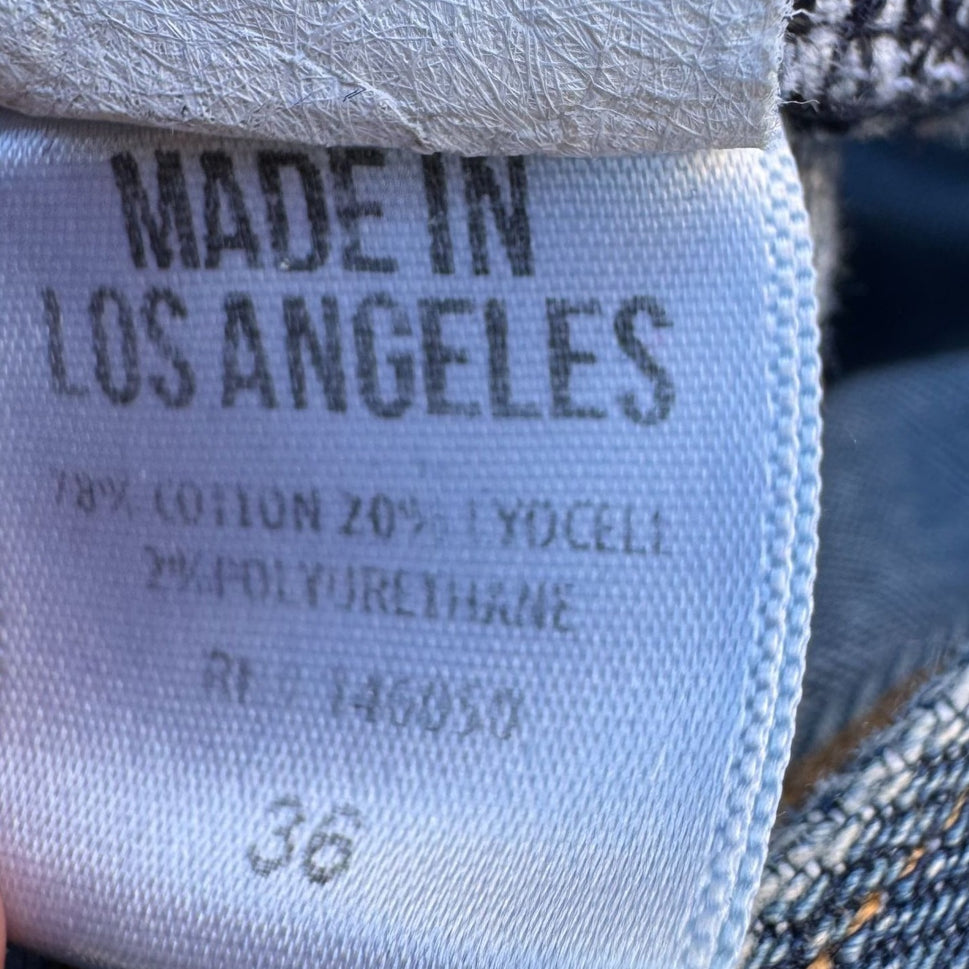 MADE IN
LOS ANGELES
78% COTTON 20% LYOCELL
2% POLYURETHANE
146050
36